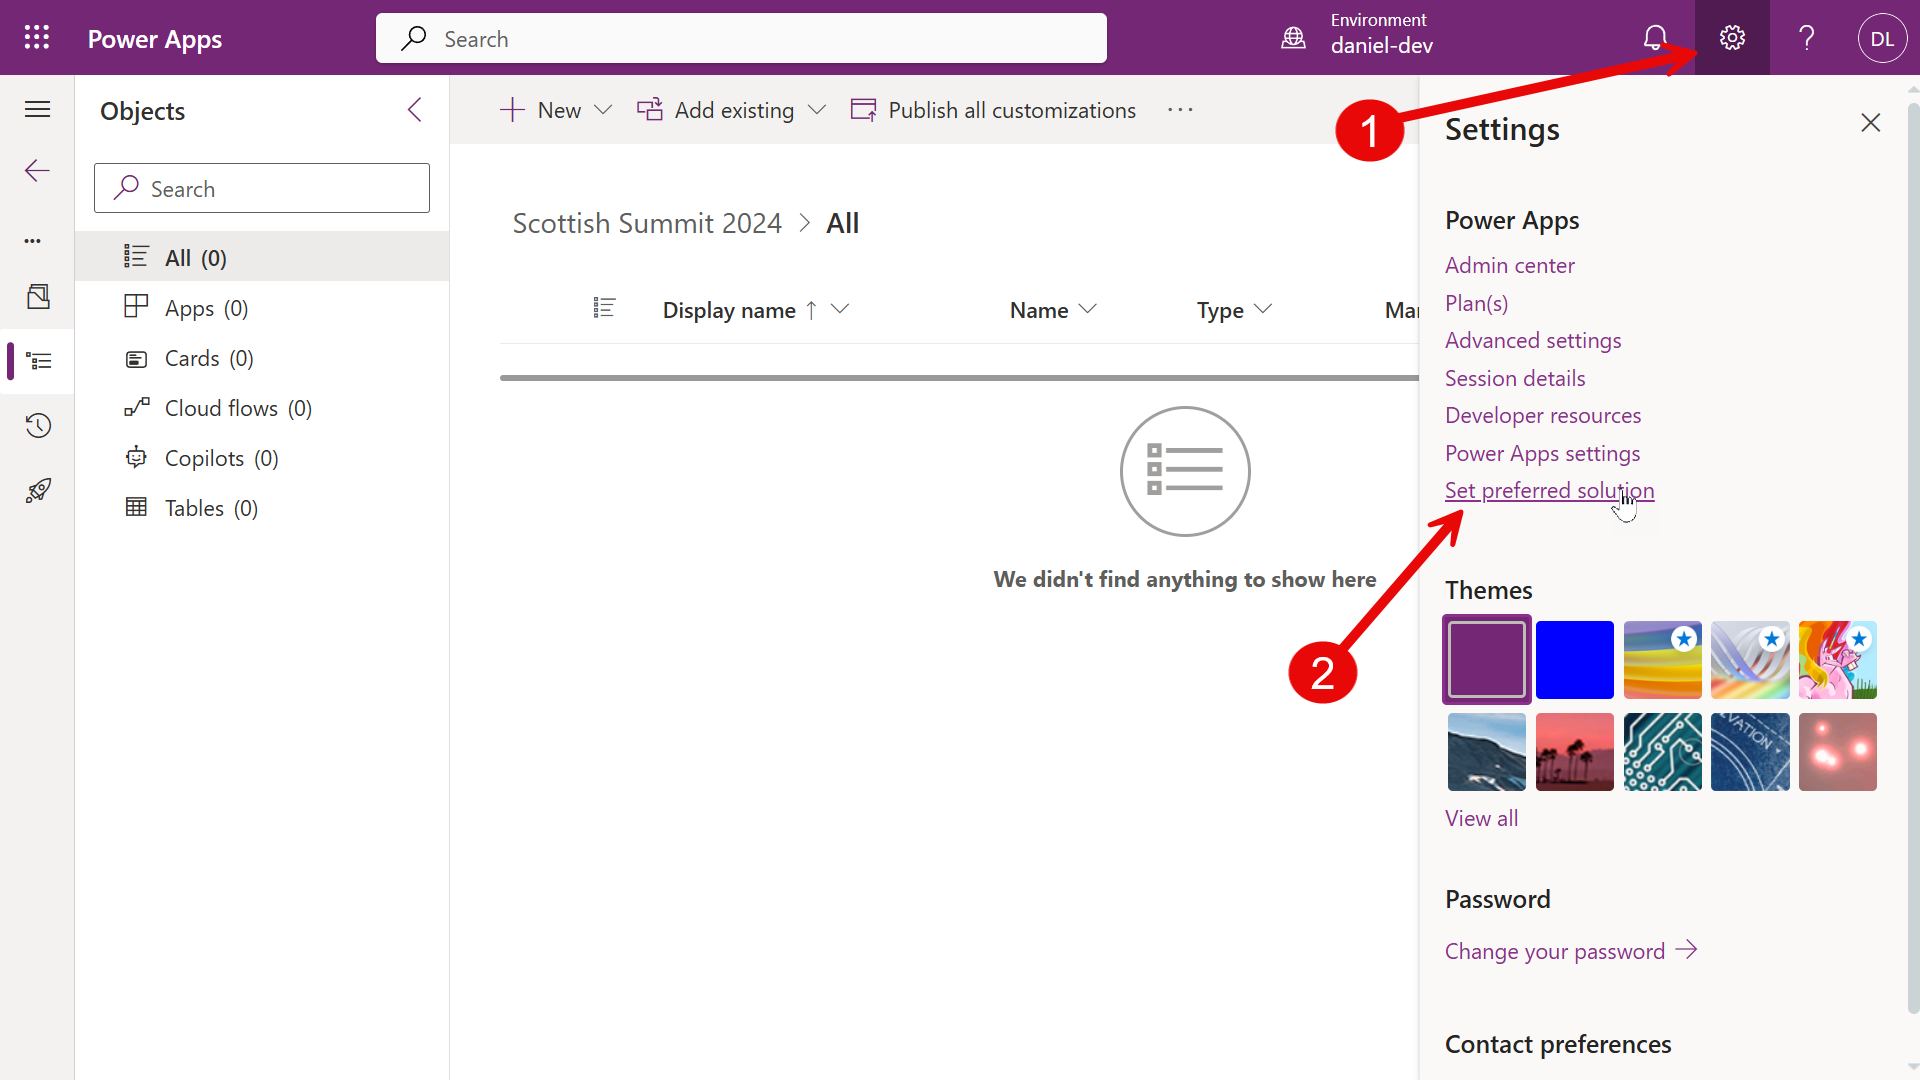 Power Apps
Search
Environment
daniel-dev
DL
Objects
Search
All (0)
Apps (0)
Cards (0)
Cloud flows (0)
Copilots (0)
Tables (0)
New
Add existing
Publish all customizations
Scottish Summit 2024 > All
Display name ↑
Name
Type
Mar
We didn't find anything to show here
1
2
Settings
Power Apps
Admin center
Plan(s)
Advanced settings
Session details
Developer resources
Power Apps settings
Set preferred solution
Themes
View all
Password
Change your password →
Contact preferences